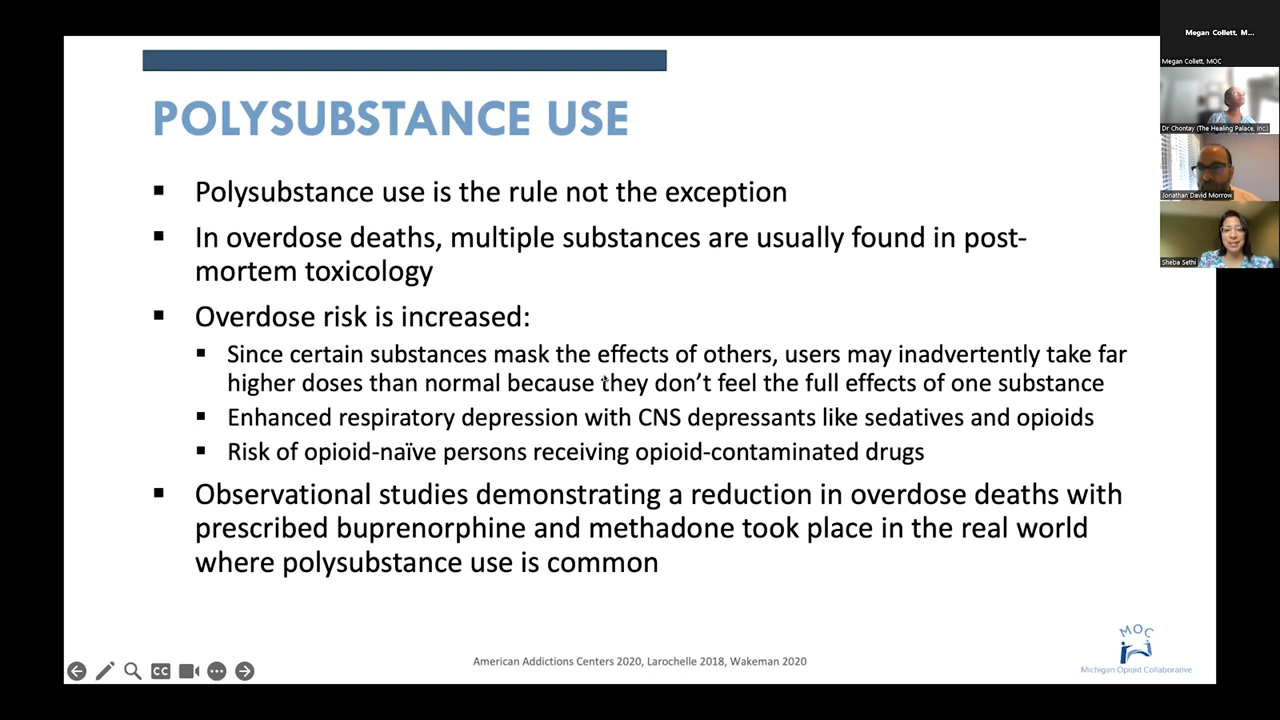 POLYSUBSTANCE USE
▪ Polysubstance use is the rule not the exception
▪ In overdose deaths, multiple substances are usually found in post-
mortem toxicology
▪ Overdose risk is increased:
▪ Since certain substances mask the effects of others, users may inadvertently take far
higher doses than normal because they don’t feel the full effects of one substance
▪ Enhanced respiratory depression with CNS depressants like sedatives and opioids
▪ Risk of opioid-naïve persons receiving opioid-contaminated drugs
▪ Observational studies demonstrating a reduction in overdose deaths with
prescribed buprenorphine and methadone took place in the real world
where polysubstance use is common
American Addictions Centers 2020, Larochelle 2018, Wakeman 2020
MOC
Michigan Opioid Collaborative
CC
Megan Collett, M...
Megan Collett, MOC
Dr Chontay (The Healing Palace, Inc.)
Jonathan David Morrow
Sheba Sethi